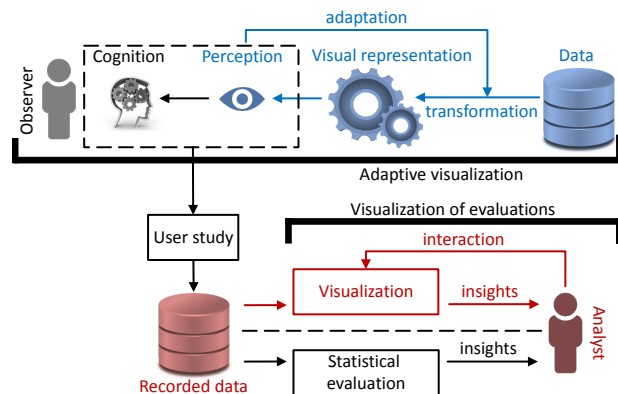 adaptation
Cognition
Perception
Visual representation
Data
Observer
transformation
Adaptive visualization
Visualization of evaluations
User study
interaction
Visualization
insights
Analyst
Recorded data
Statistical
evaluation
insights